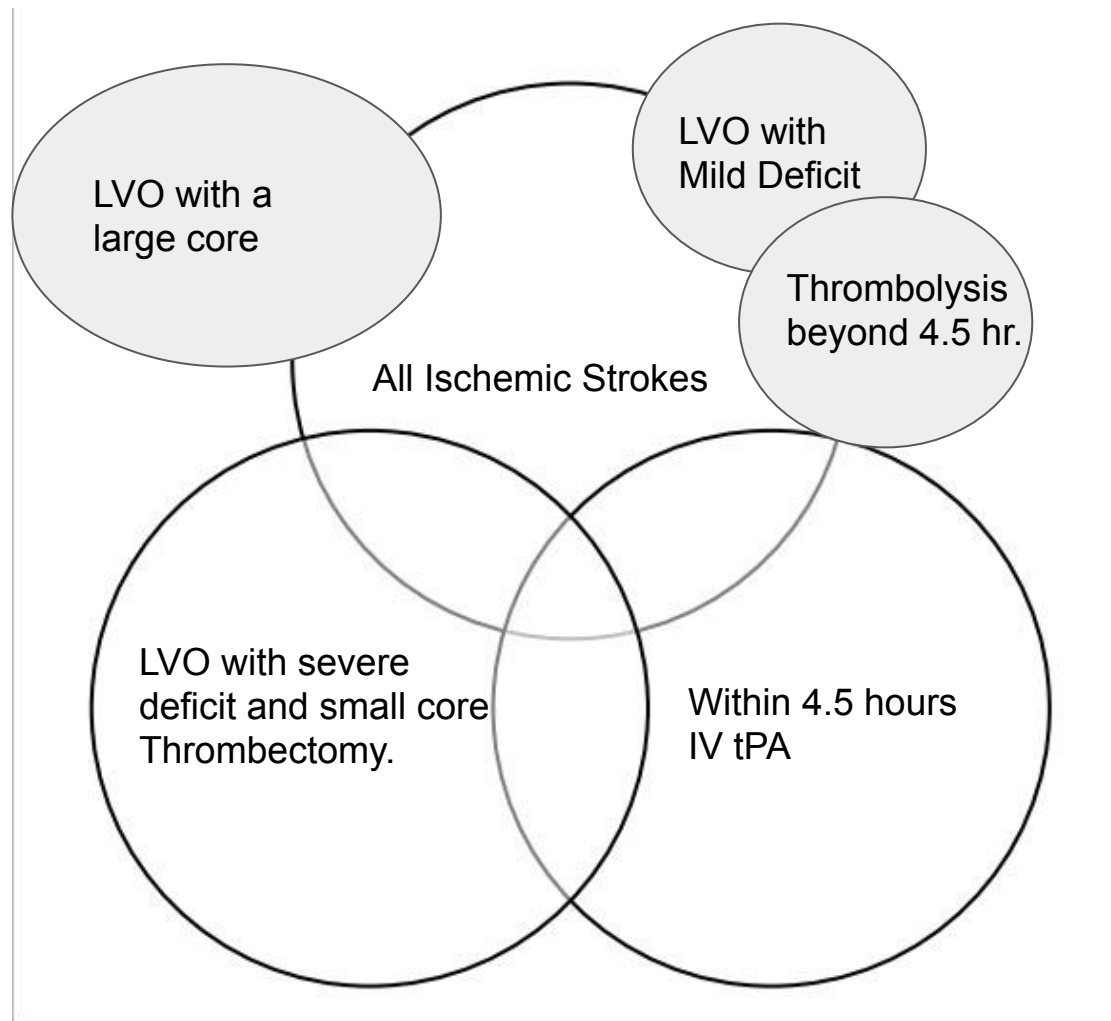 LVO with
Mild Deficit
LVO with a
large core
Thrombolysis
beyond 4.5 hr.
All Ischemic Strokes
LVO with severe
deficit and small core
Thrombectomy.
Within 4.5 hours
IV tPA